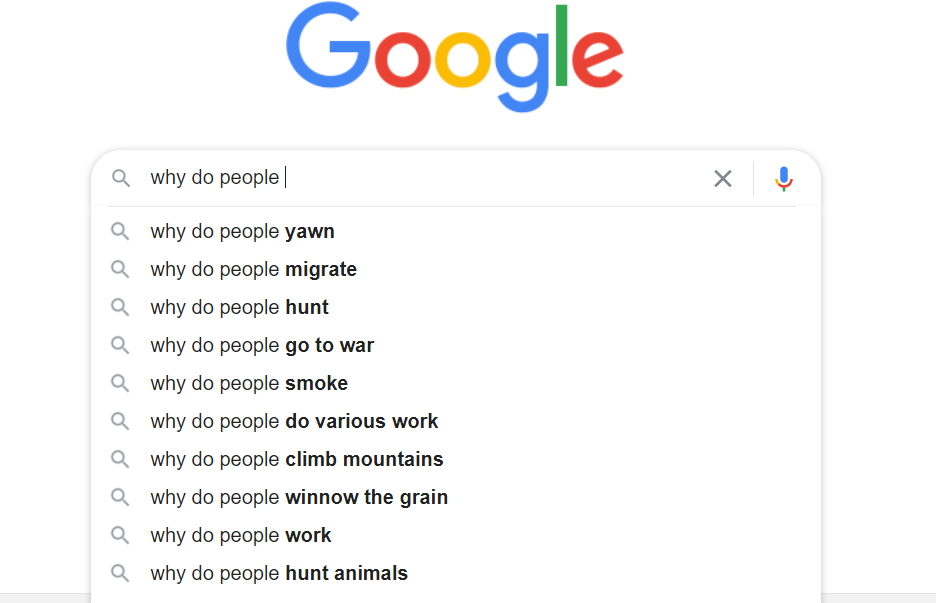 Google
why do people
why do people yawn
why do people migrate
why do people hunt
why do people go to war
why do people smoke
why do people do various work
why do people climb mountains
why do people winnow the grain
why do people work
why do people hunt animals